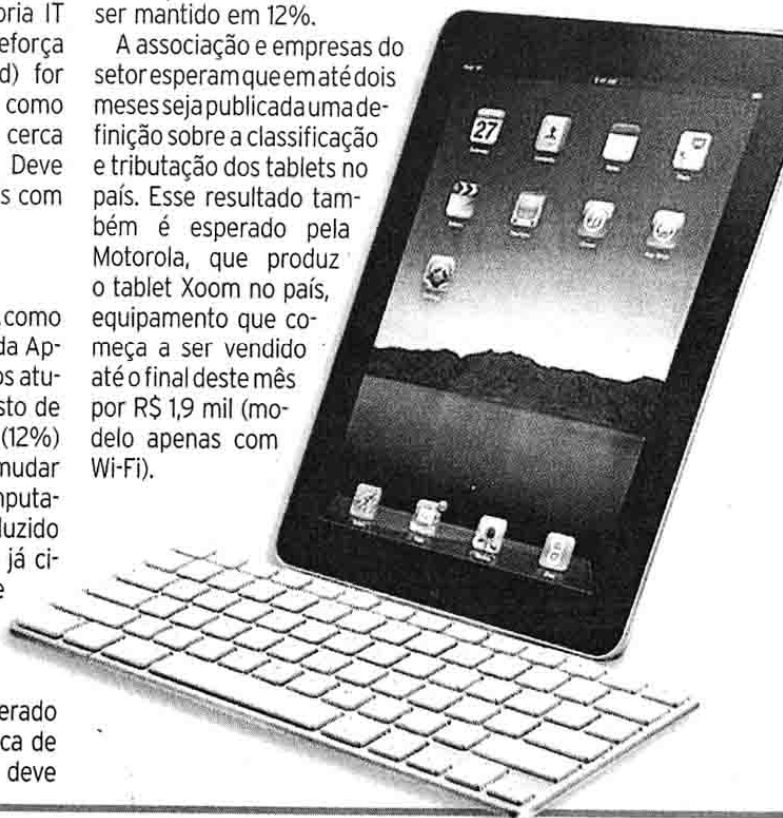 oria IT
eforça
d) for
como
cerca
Deve
s com
como
da Ap-
os atu-
sto de
(12%)
mudar
mputa-
luzido
já ci-
e
erado
ca de
deve
ser mantido em 12%.
A associação e empresas do
setor esperam que em até dois
meses seja publicada uma de-
finição sobre a classificação
e tributação dos tablets no
país. Esse resultado tam-
bém é esperado pela
Motorola, que produz
o tablet Xoom no país,
equipamento que co-
meça a ser vendido
até o final deste mês
por R$ 1,9 mil (mo-
delo apenas com
Wi-Fi).
27